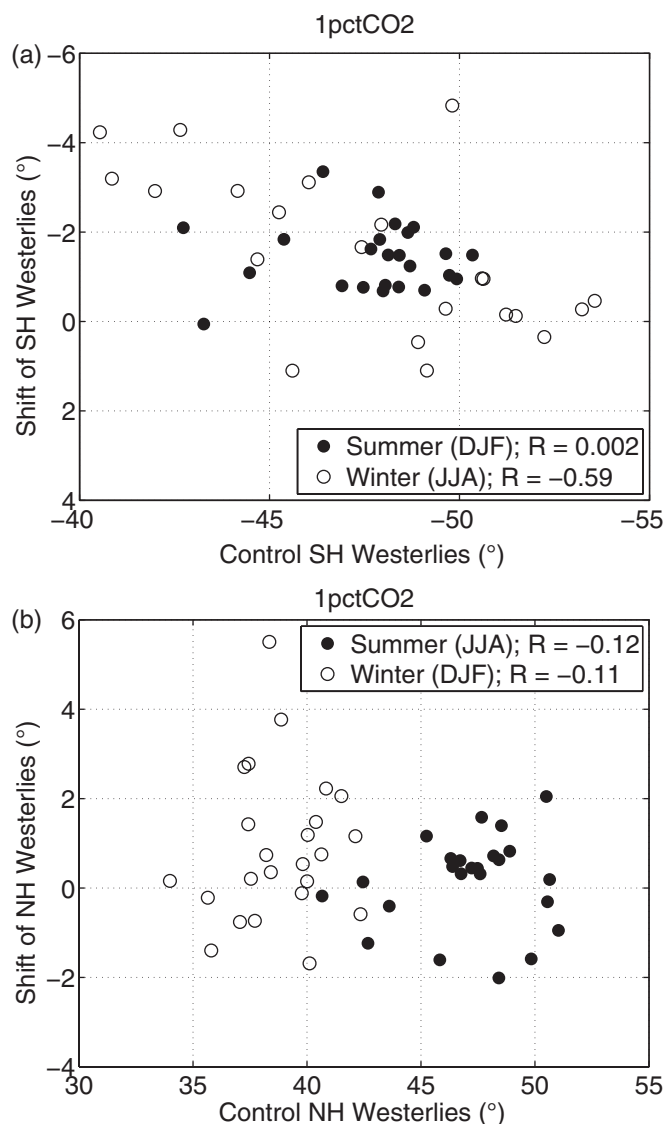 1pctCO2
(a)
−6
−4
−2
0
2
4
Shift of SH Westerlies (°)
Summer (DJF); R = 0.002
Winter (JJA); R = −0.59
−40
−45
−50
−55
Control SH Westerlies (°)
1pctCO2
(b)
6
4
2
0
−2
−4
Shift of NH Westerlies (°)
Summer (JJA); R = −0.12
Winter (DJF); R = −0.11
30
35
40
45
50
55
Control NH Westerlies (°)